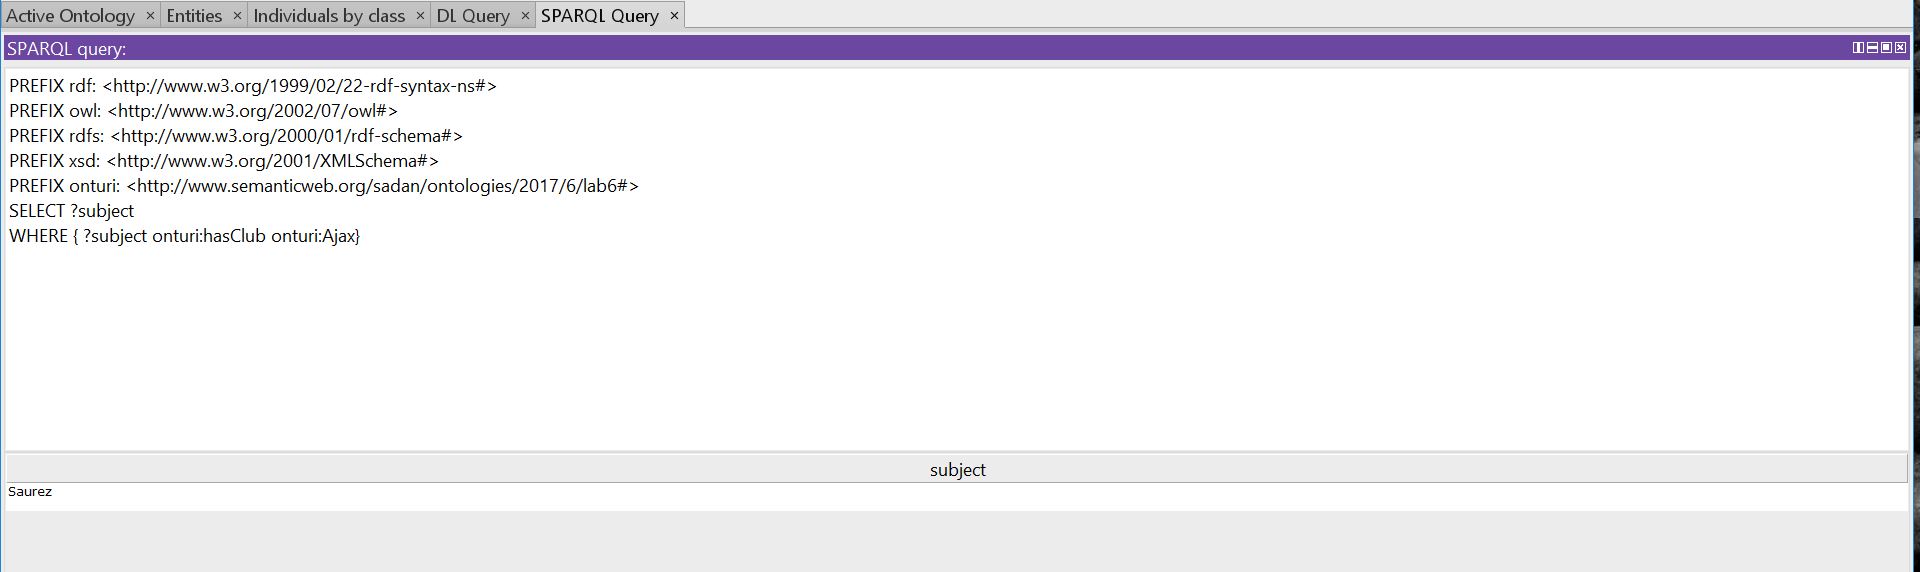 Active Ontology × Entities × Individuals by class × DL Query × SPARQL Query ×
SPARQL query:
PREFIX rdf: <http://www.w3.org/1999/02/22-rdf-syntax-ns#>
PREFIX owl: <http://www.w3.org/2002/07/owl#>
PREFIX rdfs: <http://www.w3.org/2000/01/rdf-schema#>
PREFIX xsd: <http://www.w3.org/2001/XMLSchema#>
PREFIX onturi: <http://www.semanticweb.org/sadan/ontologies/2017/6/lab6#>
SELECT ?subject
WHERE { ?subject onturi:hasClub onturi:Ajax}
subject
Saurez